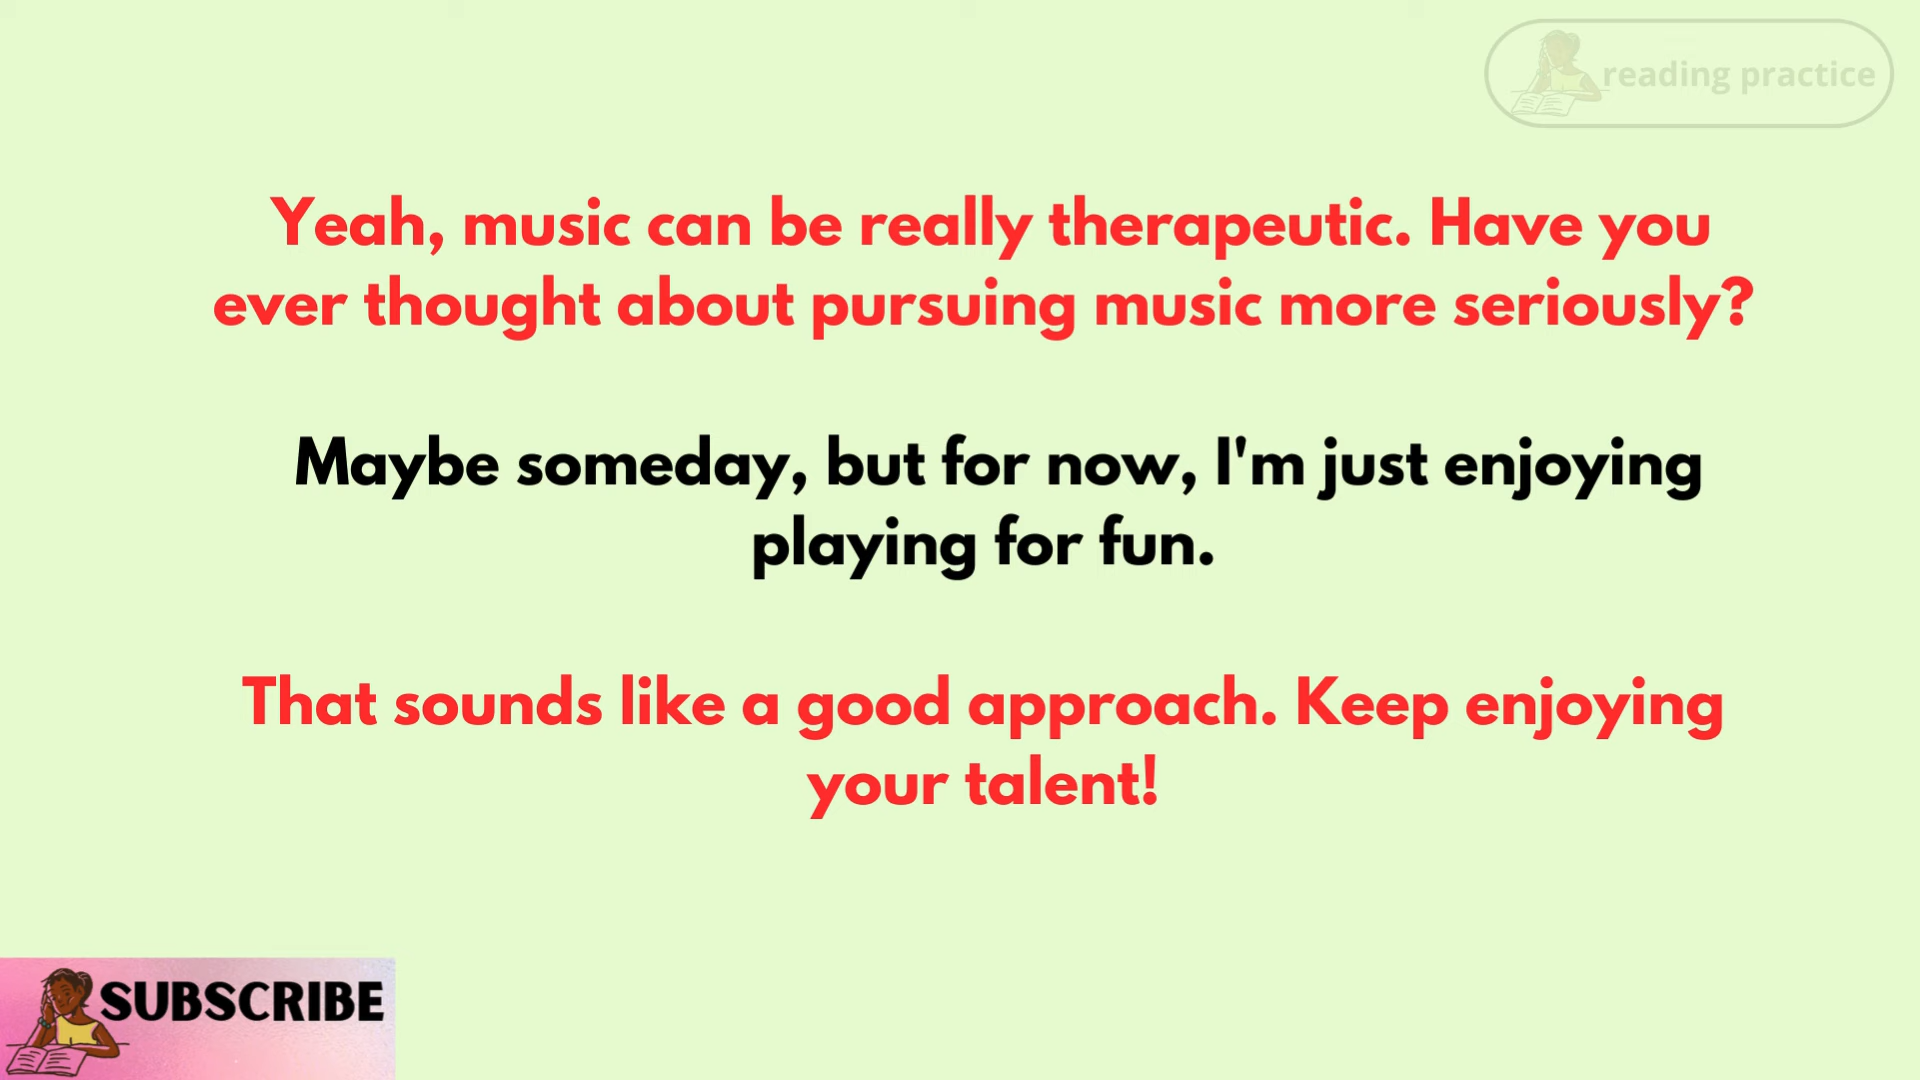 reading practice
Yeah, music can be really therapeutic. Have you
ever thought about pursuing music more seriously?
Maybe someday, but for now, I'm just enjoying
playing for fun.
That sounds like a good approach. Keep enjoying
your talent!
SUBSCRIBE